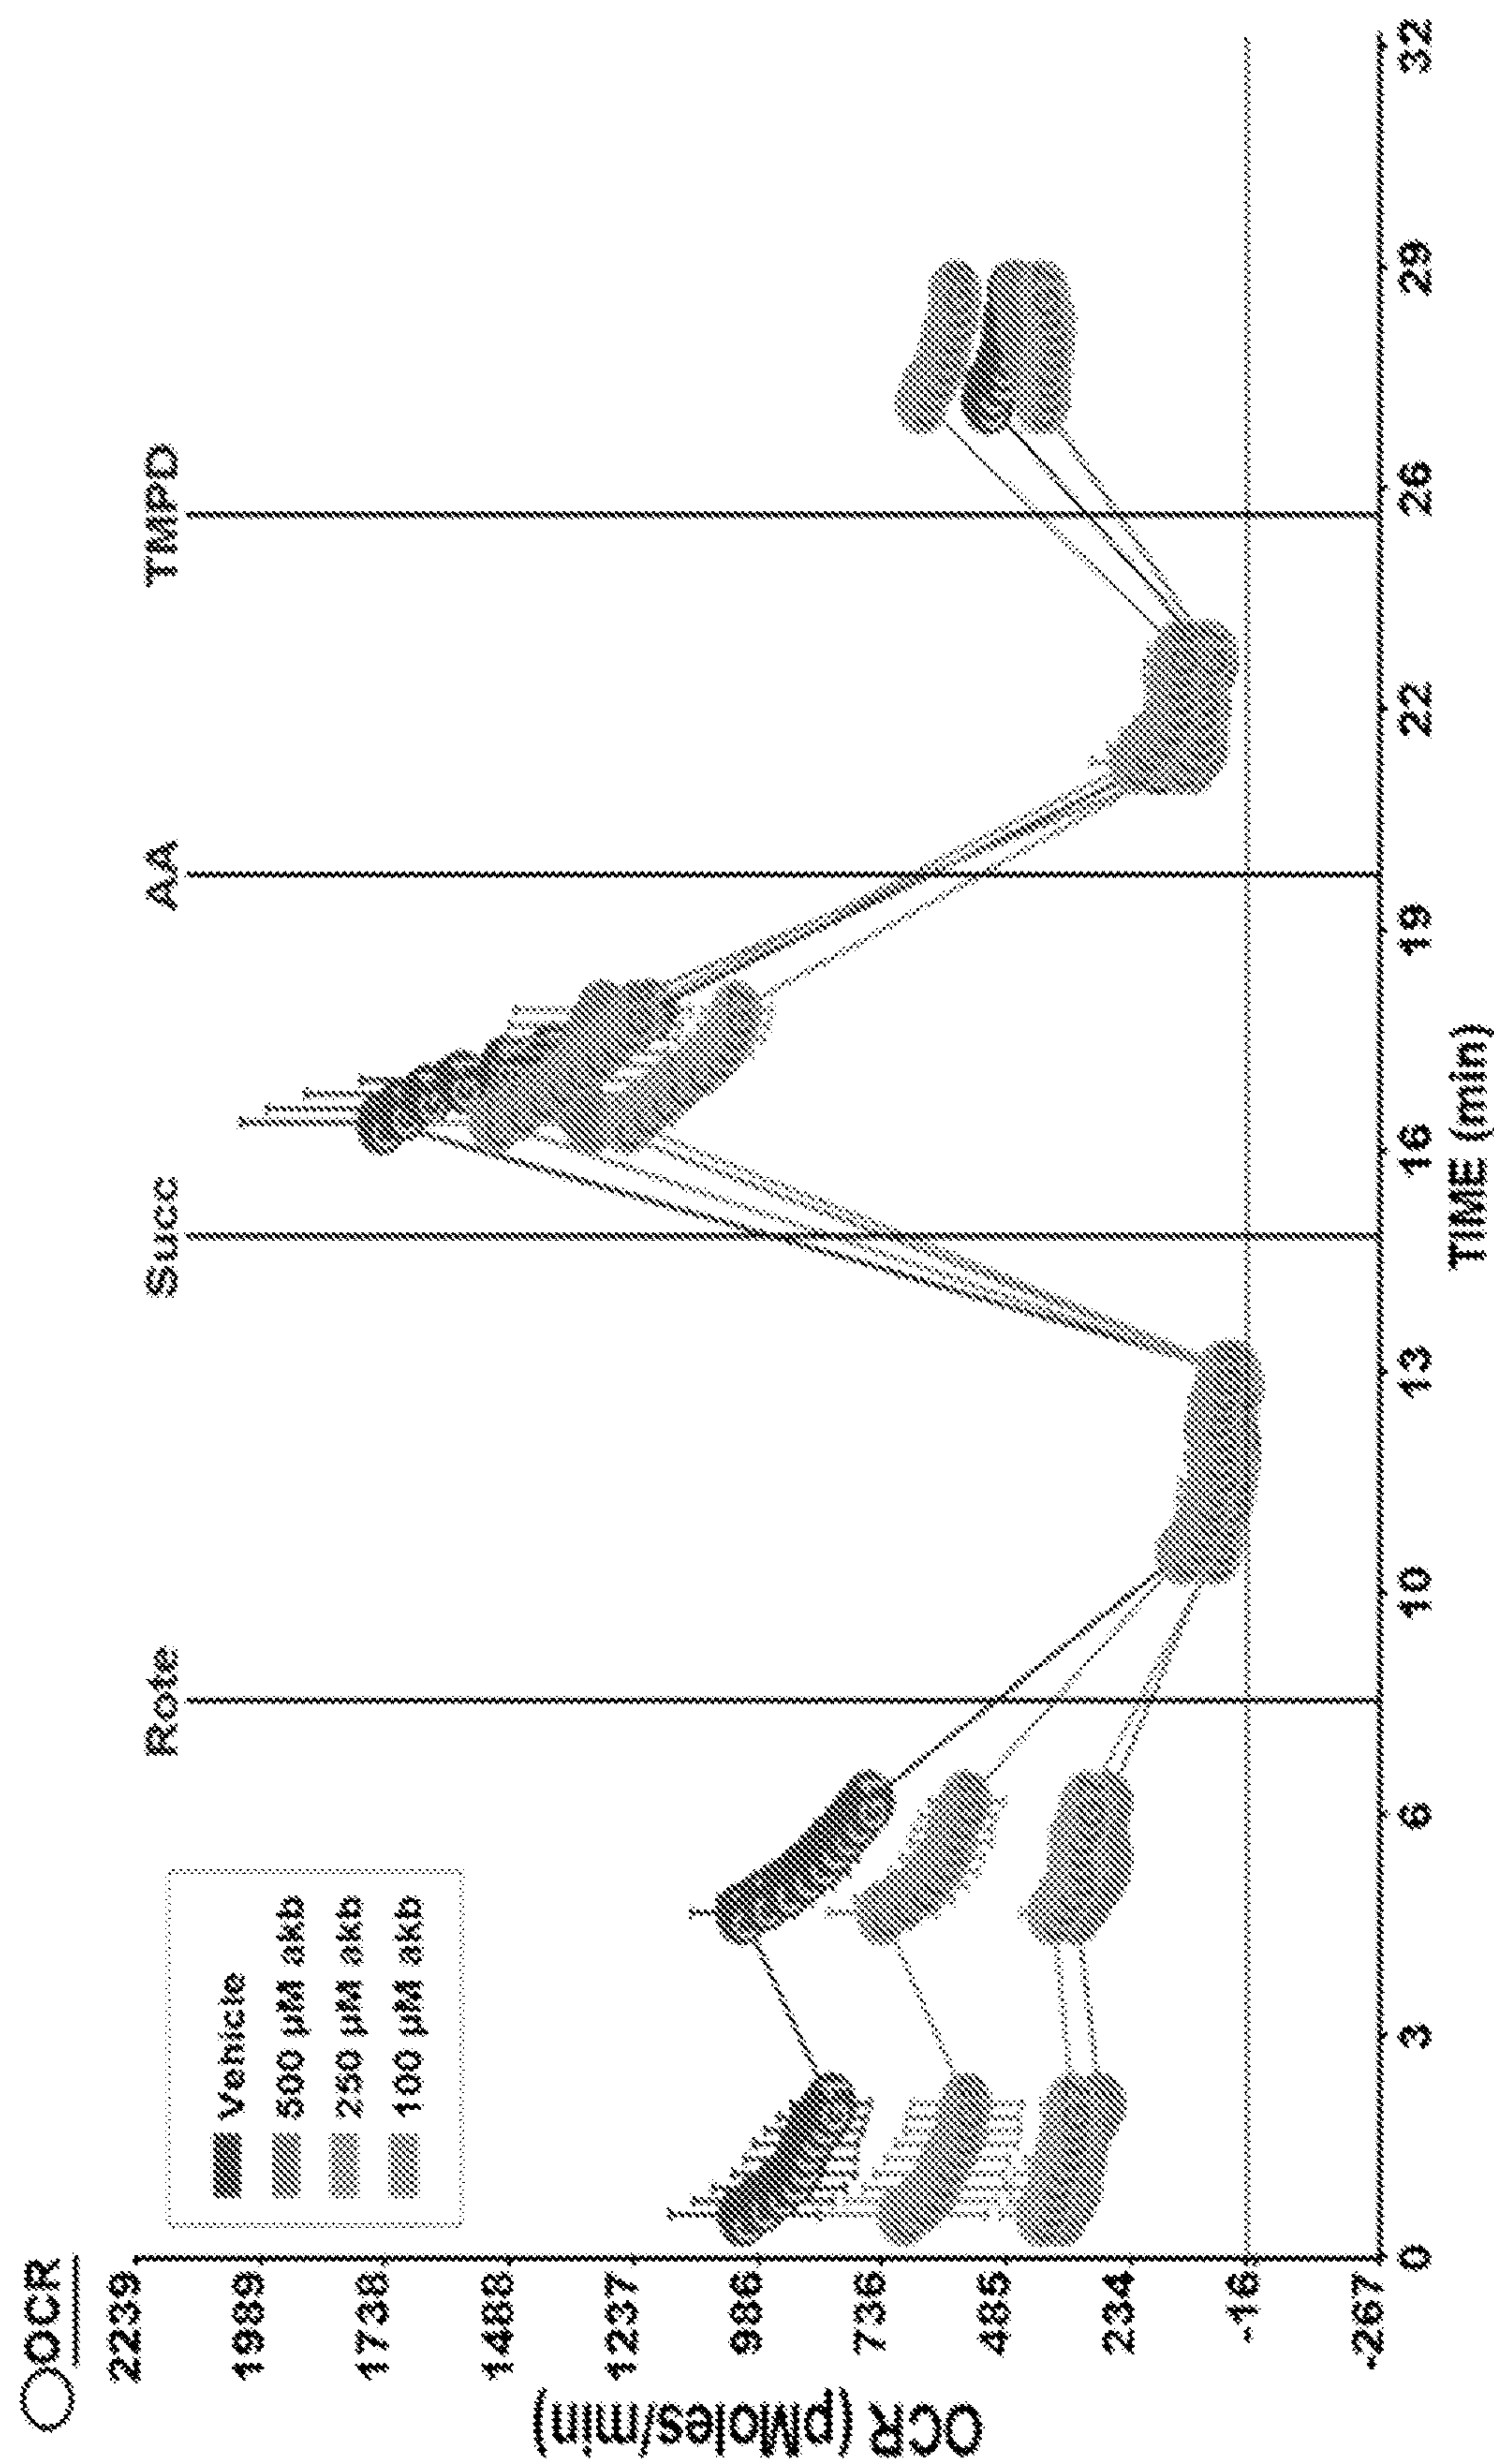 OCR
Rote
Succ
AA
TMPD
Vehicle
500 µM akb
250 µM akb
100 µM akb
OCR (pMoles/min)
2239
1989
1738
1488
1237
986
736
485
234
-16
-267
0
3
6
10
13
16
19
22
26
29
32
TIME (min)